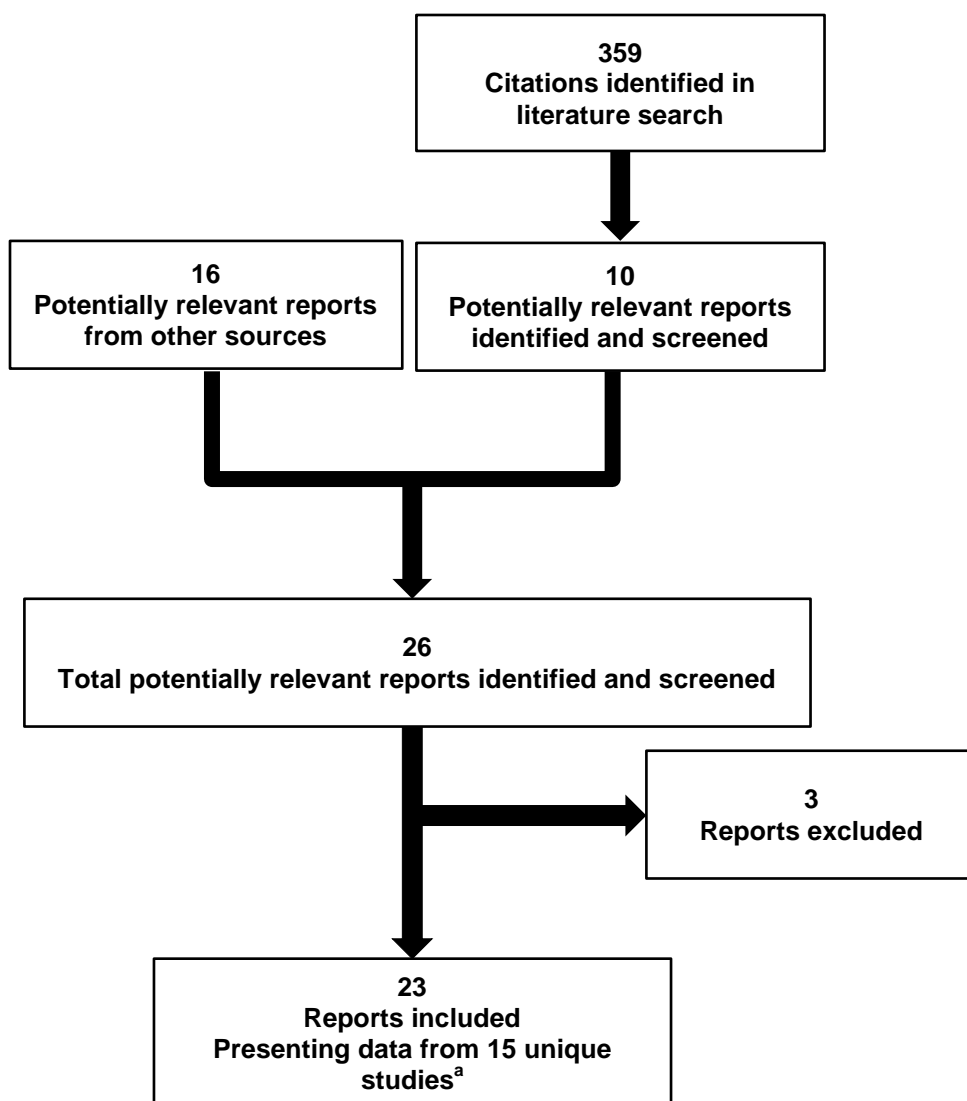 359
Citations identified in
literature search
16
Potentially relevant reports
from other sources
10
Potentially relevant reports
identified and screened
26
Total potentially relevant reports identified and screened
3
Reports excluded
23
Reports included
Presenting data from 15 unique
studiesᵃ